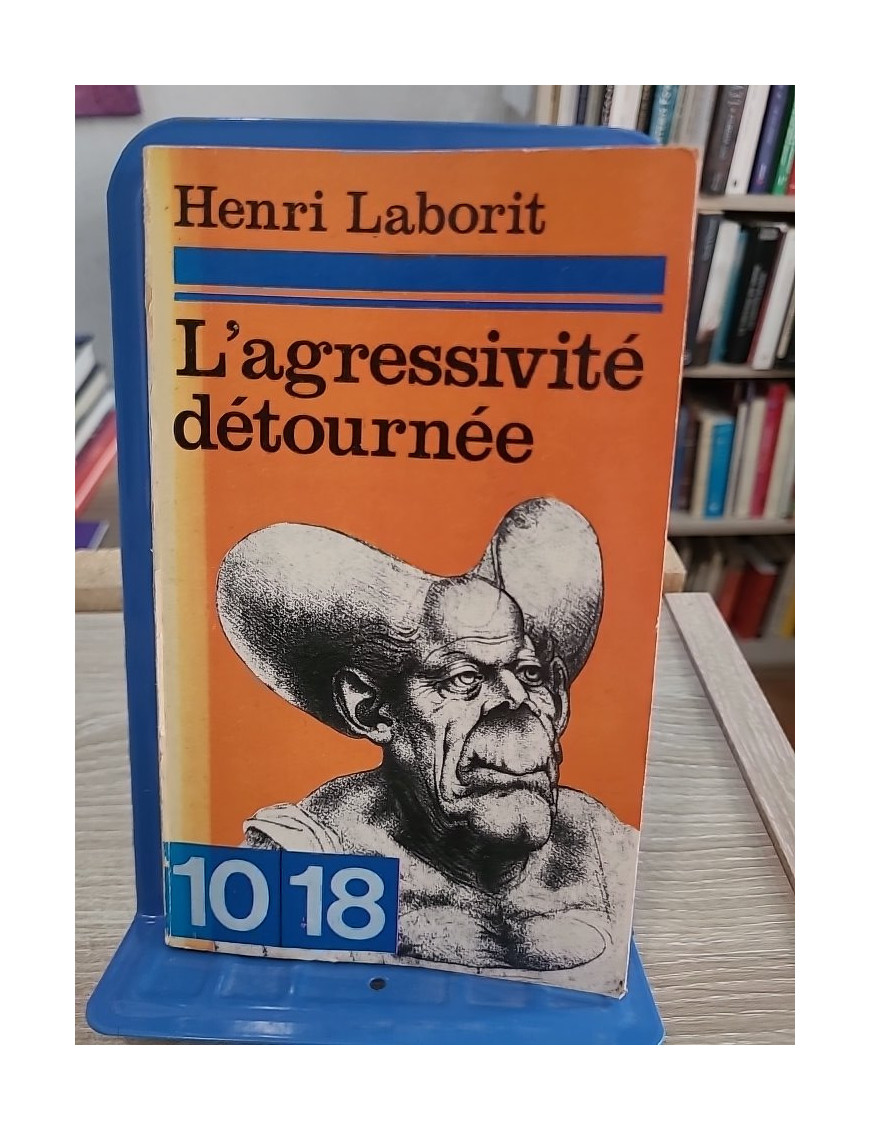 Henri Laborit
L'agressivité
détournée
10 18